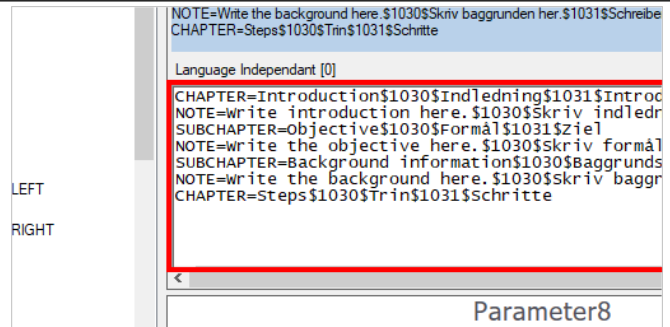 NOTE=Write the background here.$1030$Skriv baggrunden her.$1031$Schreibe
CHAPTER=Steps$1030$Trin$1031$Schritte
Language Independant [0]
CHAPTER=Introduction$1030$Indledning$1031$Introd
NOTE=Write introduction here.$1030$Skriv indledn
SUBCHAPTER=Objective$1030$Formål$1031$Ziel
NOTE=Write the objective here.$1030$Skriv formål
SUBCHAPTER=Background information$1030$Baggrunds
NOTE=Write the background here.$1030$Skriv baggr
CHAPTER=Steps$1030$Trin$1031$Schritte
LEFT
RIGHT
Parameter8